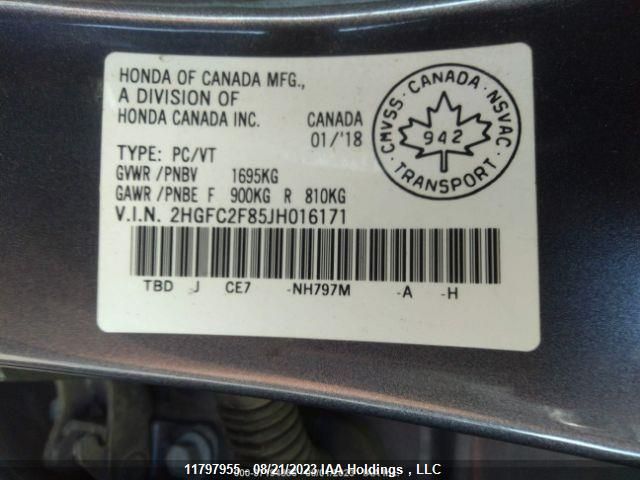 HONDA OF CANADA MFG.,
A DIVISION OF
HONDA CANADA INC. CANADA
01/'18
TYPE: PC/VT
GVWR /PNBV 1695KG
GAWR /PNBE F 900KG R 810KG
V.I.N. 2HGFC2F85JH016171
CMVSS · CANADA · NSVAC
942
· TRANSPORT ·
TBD J CE7 -NH797M -A -H
11797955 - 08/21/2023 IAA Holdings , LLC